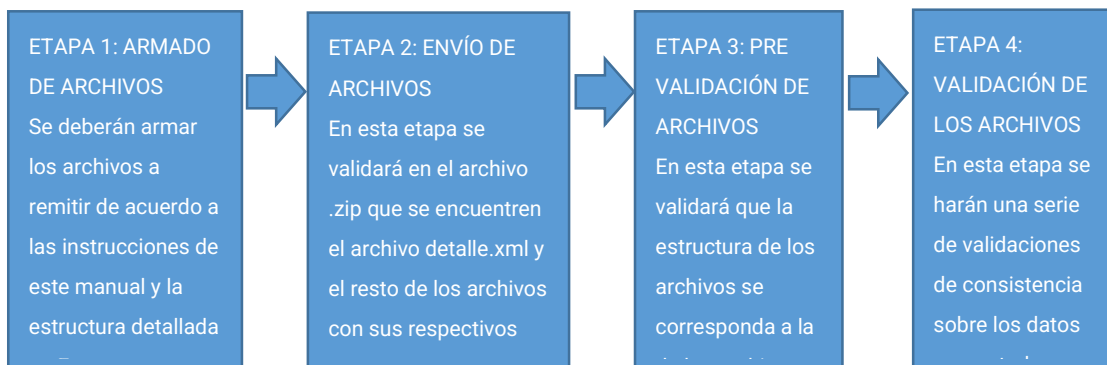 ETAPA 1: ARMADO
DE ARCHIVOS
Se deberán armar
los archivos a
remitir de acuerdo a
las instrucciones de
este manual y la
estructura detallada
ETAPA 2: ENVÍO DE
ARCHIVOS
En esta etapa se
validará en el archivo
.zip que se encuentren
el archivo detalle.xml y
el resto de los archivos
con sus respectivos
ETAPA 3: PRE
VALIDACIÓN DE
ARCHIVOS
En esta etapa se
validará que la
estructura de los
archivos se
corresponda a la
ETAPA 4:
VALIDACIÓN DE
LOS ARCHIVOS
En esta etapa se
harán una serie
de validaciones
de consistencia
sobre los datos